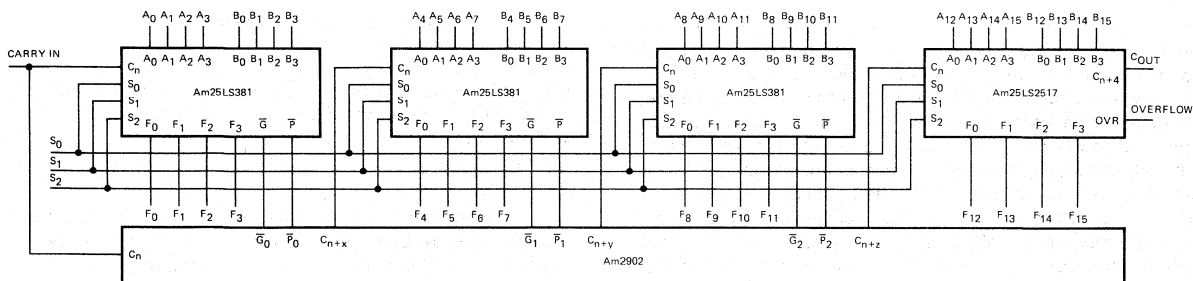 A0 A1 A2 A3 B0 B1 B2 B3 A4 A5 A6 A7 B4 B5 B6 B7 A8 A9 A10 A11 B8 B9 B10 B11 A12 A13 A14 A15 B12 B13 B14 B15
CARRY IN
A0 A1 A2 A3 B0 B1 B2 B3
Cn
S0
S1
S2
Am25LS381
F0 F1 F2 F3 G̅ P̅
A0 A1 A2 A3 B0 B1 B2 B3
Cn
S0
S1
S2
Am25LS381
F0 F1 F2 F3 G̅ P̅
A0 A1 A2 A3 B0 B1 B2 B3
Cn
S0
S1
S2
Am25LS381
F0 F1 F2 F3 G̅ P̅
A0 A1 A2 A3 B0 B1 B2 B3
Cn
S0
S1
S2
Am25LS2517
Cn+4
OVR
F0 F1 F2 F3
COUT
OVERFLOW
S0
S1
S2
F0 F1 F2 F3 F4 F5 F6 F7 F8 F9 F10 F11 F12 F13 F14 F15
G̅0 P̅0 Cn+x G̅1 P̅1 Cn+y G̅2 P̅2 Cn+z
Cn
Am2902